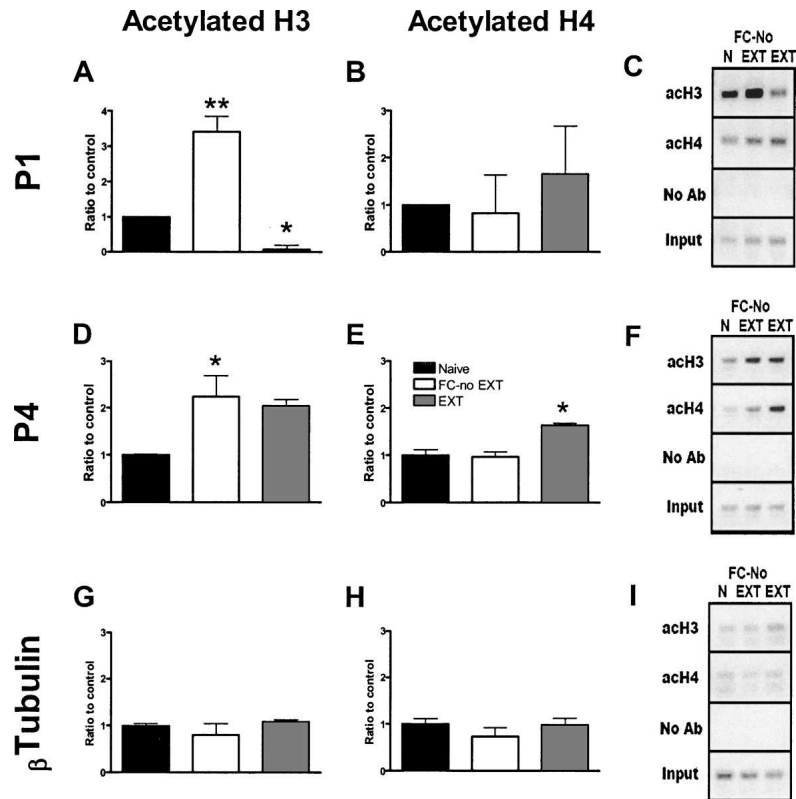 Acetylated H3 Acetylated H4
P1
A
Ratio to control
4
3
2
1
0
**
*
B
Ratio to control
3
2
1
0
C
FC-No
N EXT EXT
acH3
acH4
No Ab
Input
P4
D
Ratio to control
3
2
1
0
*
E
Ratio to control
3
2
1
0
Naive
FC-no EXT
EXT
*
F
FC-No
N EXT EXT
acH3
acH4
No Ab
Input
β Tubulin
G
Ratio to control
3
2
1
0
H
Ratio to control
3
2
1
0
I
FC-No
N EXT EXT
acH3
acH4
No Ab
Input